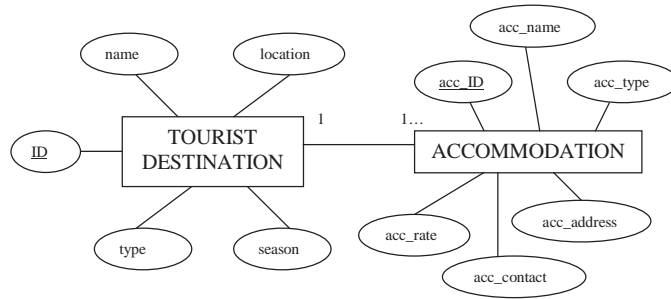 acc_name
name
location
acc_ID
acc_type
1
1…
TOURIST
DESTINATION
ID
ACCOMMODATION
acc_address
acc_rate
type
season
acc_contact